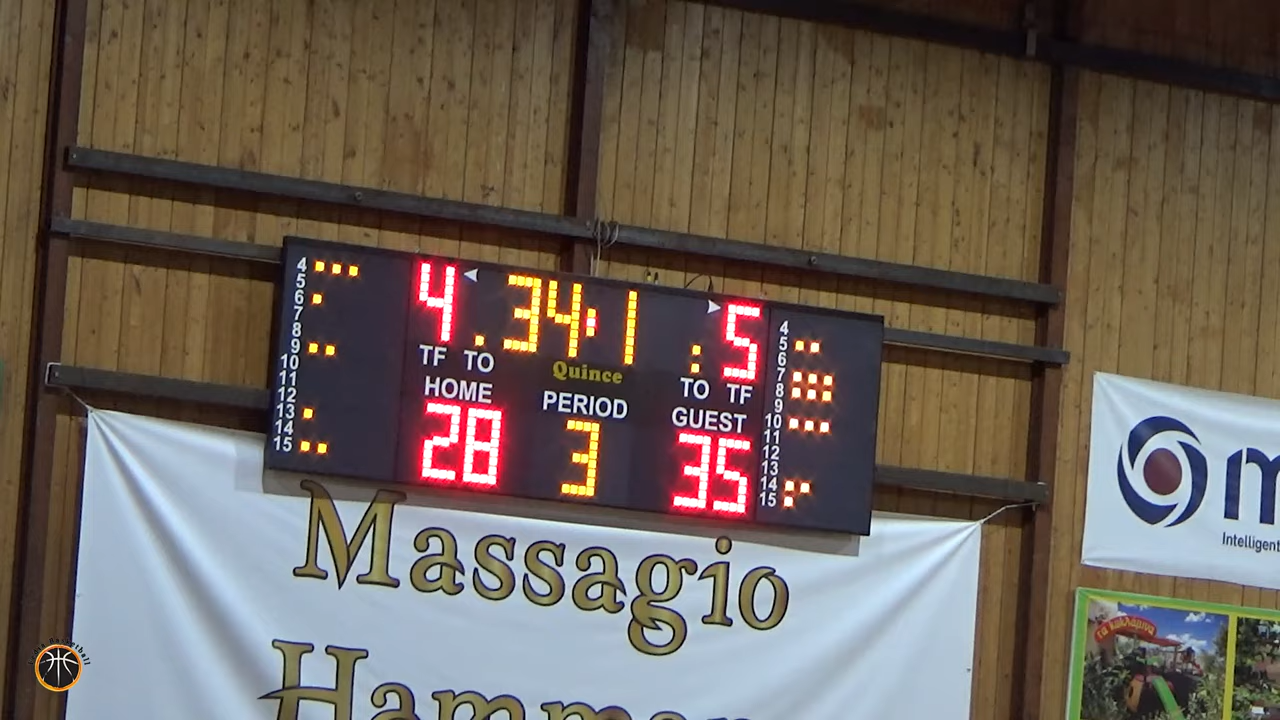 4
5
6
7
8
9
10
11
12
13
14
15
4 34:1 5
TF TO
Quince
TO TF
HOME
PERIOD
GUEST
28 3 35
4
5
6
7
8
9
10
11
12
13
14
15
Massagio
Intelligent
τα καλάμινα